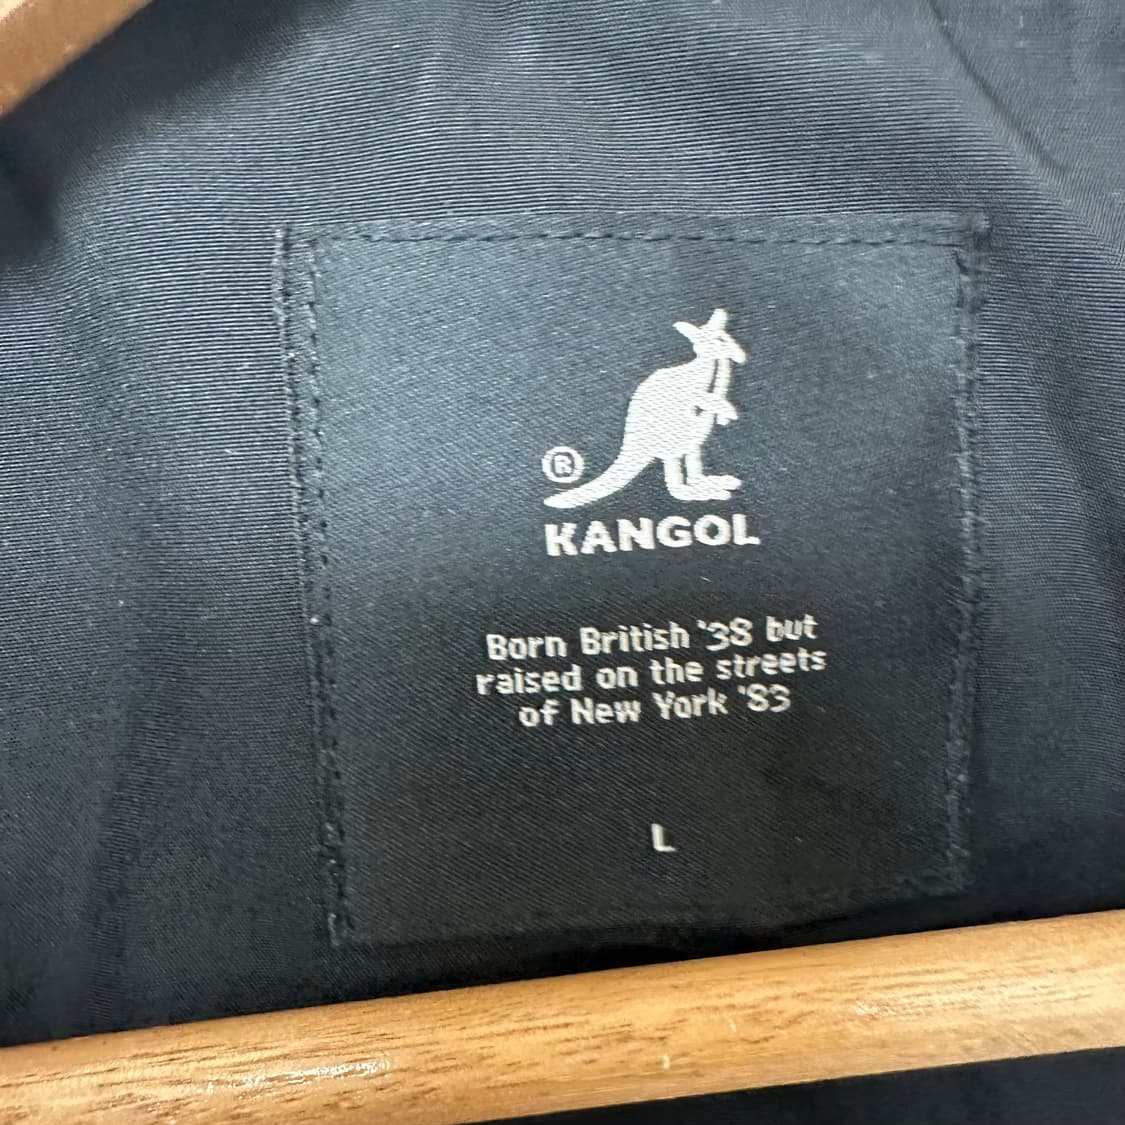 ®
KANGOL
Born British '38 but
raised on the streets
of New York '83
L